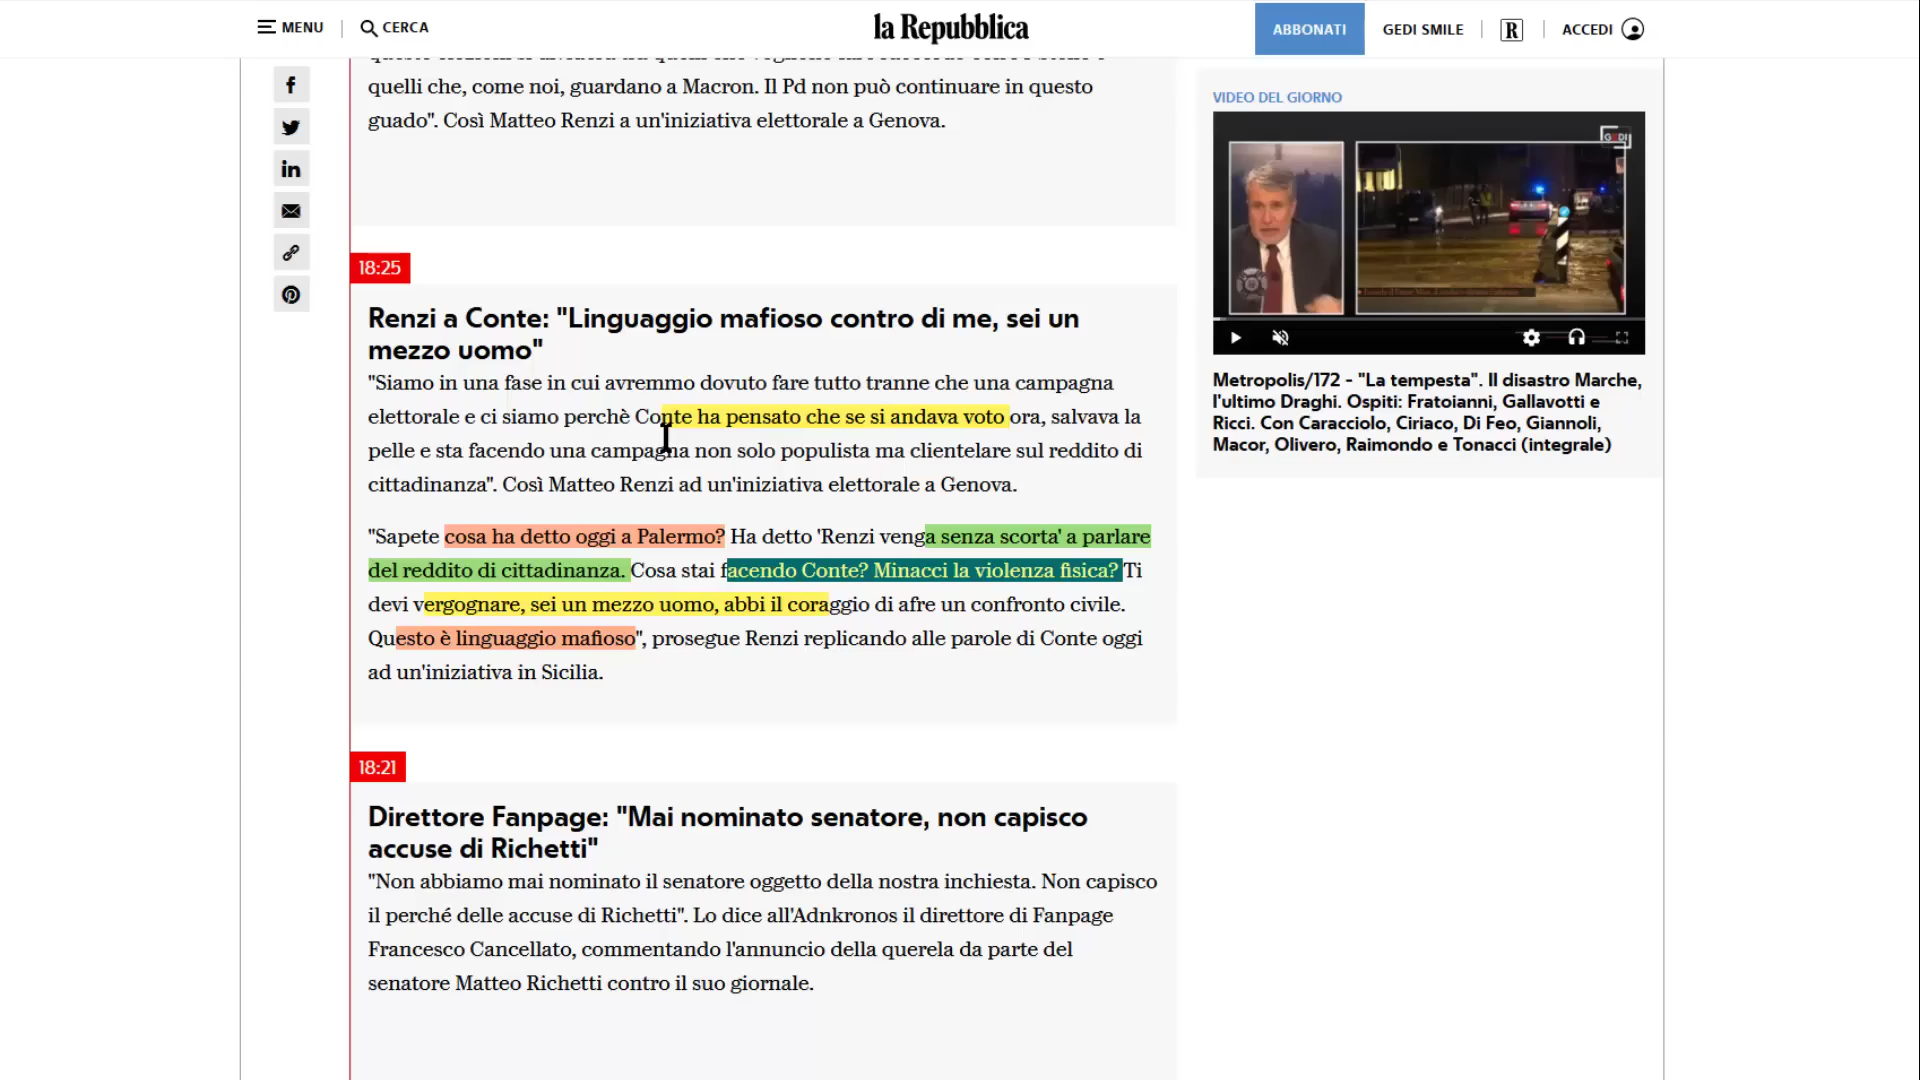 MENU
CERCA
la Repubblica
ABBONATI
GEDI SMILE
R
ACCEDI
quelli che, come noi, guardano a Macron. Il Pd non può continuare in questo
guado". Così Matteo Renzi a un'iniziativa elettorale a Genova.
18:25
Renzi a Conte: "Linguaggio mafioso contro di me, sei un
mezzo uomo"
"Siamo in una fase in cui avremmo dovuto fare tutto tranne che una campagna
elettorale e ci siamo perchè Conte ha pensato che se si andava voto ora, salvava la
pelle e sta facendo una campagna non solo populista ma clientelare sul reddito di
cittadinanza". Così Matteo Renzi ad un'iniziativa elettorale a Genova.
"Sapete cosa ha detto oggi a Palermo? Ha detto 'Renzi venga senza scorta' a parlare
del reddito di cittadinanza. Cosa stai facendo Conte? Minacci la violenza fisica? Ti
devi vergognare, sei un mezzo uomo, abbi il coraggio di afre un confronto civile.
Questo è linguaggio mafioso", prosegue Renzi replicando alle parole di Conte oggi
ad un'iniziativa in Sicilia.
18:21
Direttore Fanpage: "Mai nominato senatore, non capisco
accuse di Richetti"
"Non abbiamo mai nominato il senatore oggetto della nostra inchiesta. Non capisco
il perché delle accuse di Richetti". Lo dice all'Adnkronos il direttore di Fanpage
Francesco Cancellato, commentando l'annuncio della querela da parte del
senatore Matteo Richetti contro il suo giornale.
VIDEO DEL GIORNO
GEDI
Metropolis/172 - "La tempesta". Il disastro Marche,
l'ultimo Draghi. Ospiti: Fratoianni, Gallavotti e
Ricci. Con Caracciolo, Ciriaco, Di Feo, Giannoli,
Macor, Olivero, Raimondo e Tonacci (integrale)